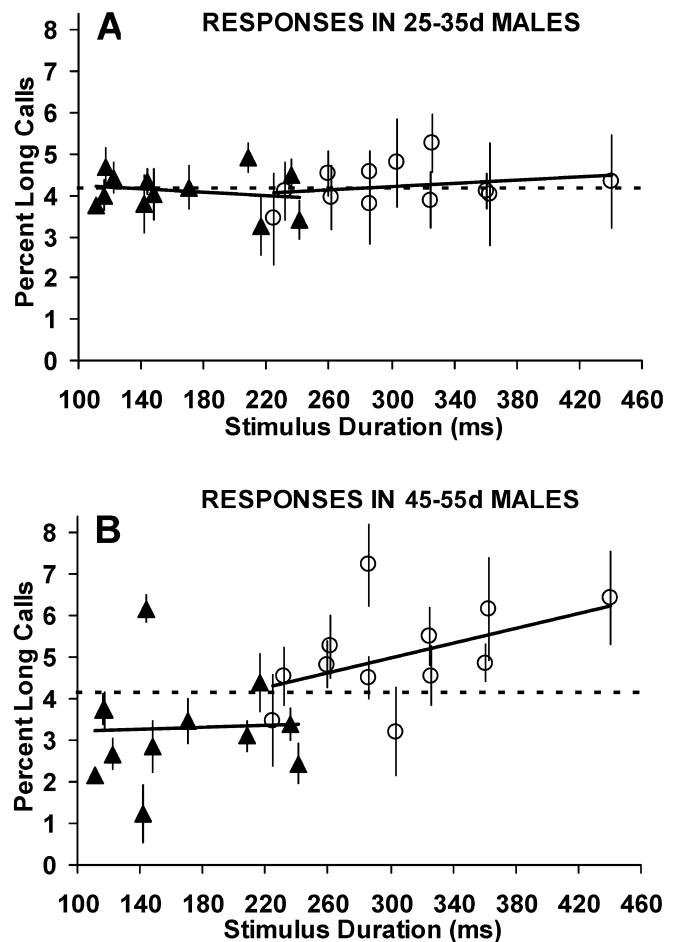 A RESPONSES IN 25-35d MALES
Percent Long Calls
8
7
6
5
4
3
2
1
0
100 140 180 220 260 300 340 380 420 460
Stimulus Duration (ms)
B RESPONSES IN 45-55d MALES
Percent Long Calls
8
7
6
5
4
3
2
1
0
100 140 180 220 260 300 340 380 420 460
Stimulus Duration (ms)